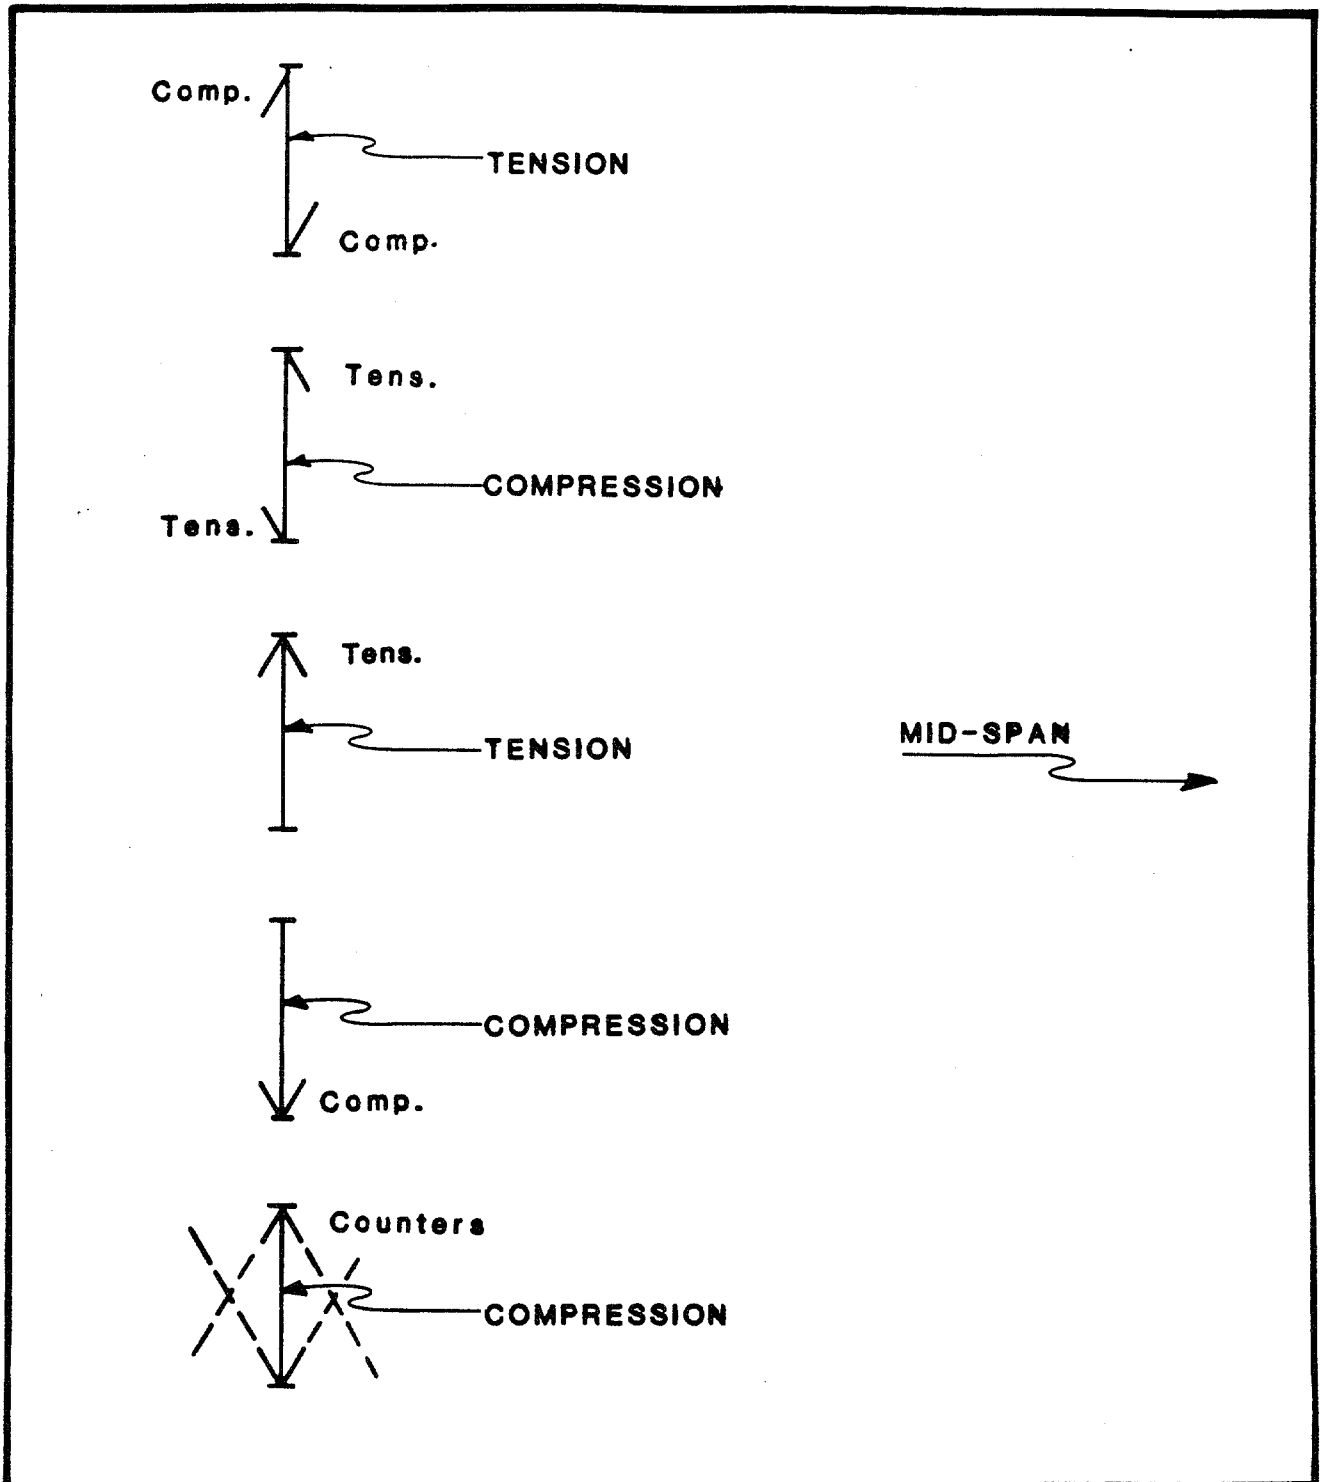 Comp.
TENSION
Comp.
Tens.
COMPRESSION
Tens.
Tens.
TENSION
MID-SPAN
COMPRESSION
Comp.
Counters
COMPRESSION